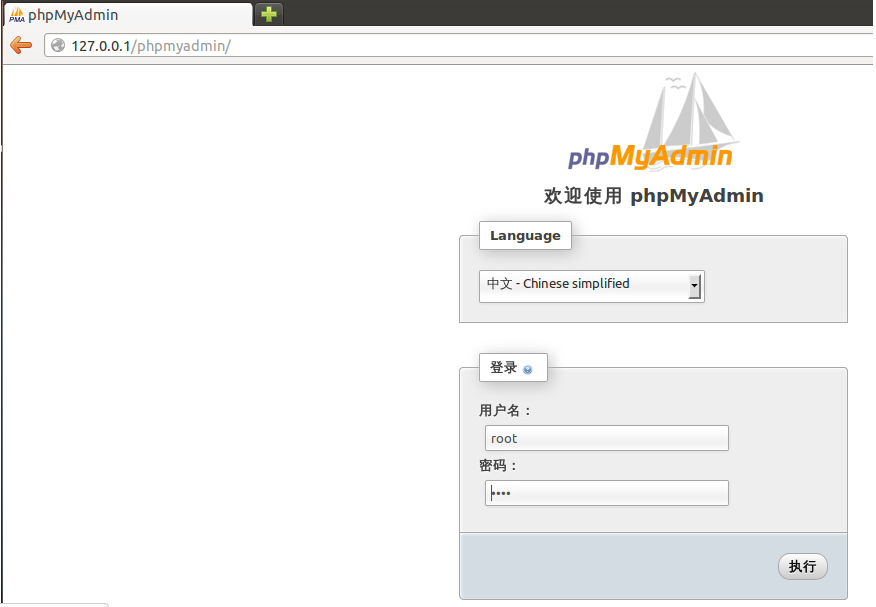 phpMyAdmin
127.0.0.1/phpmyadmin/
phpMyAdmin
欢迎使用 phpMyAdmin
Language
中文 - Chinese simplified
登录
用户名：
root
密码：
••••
执行